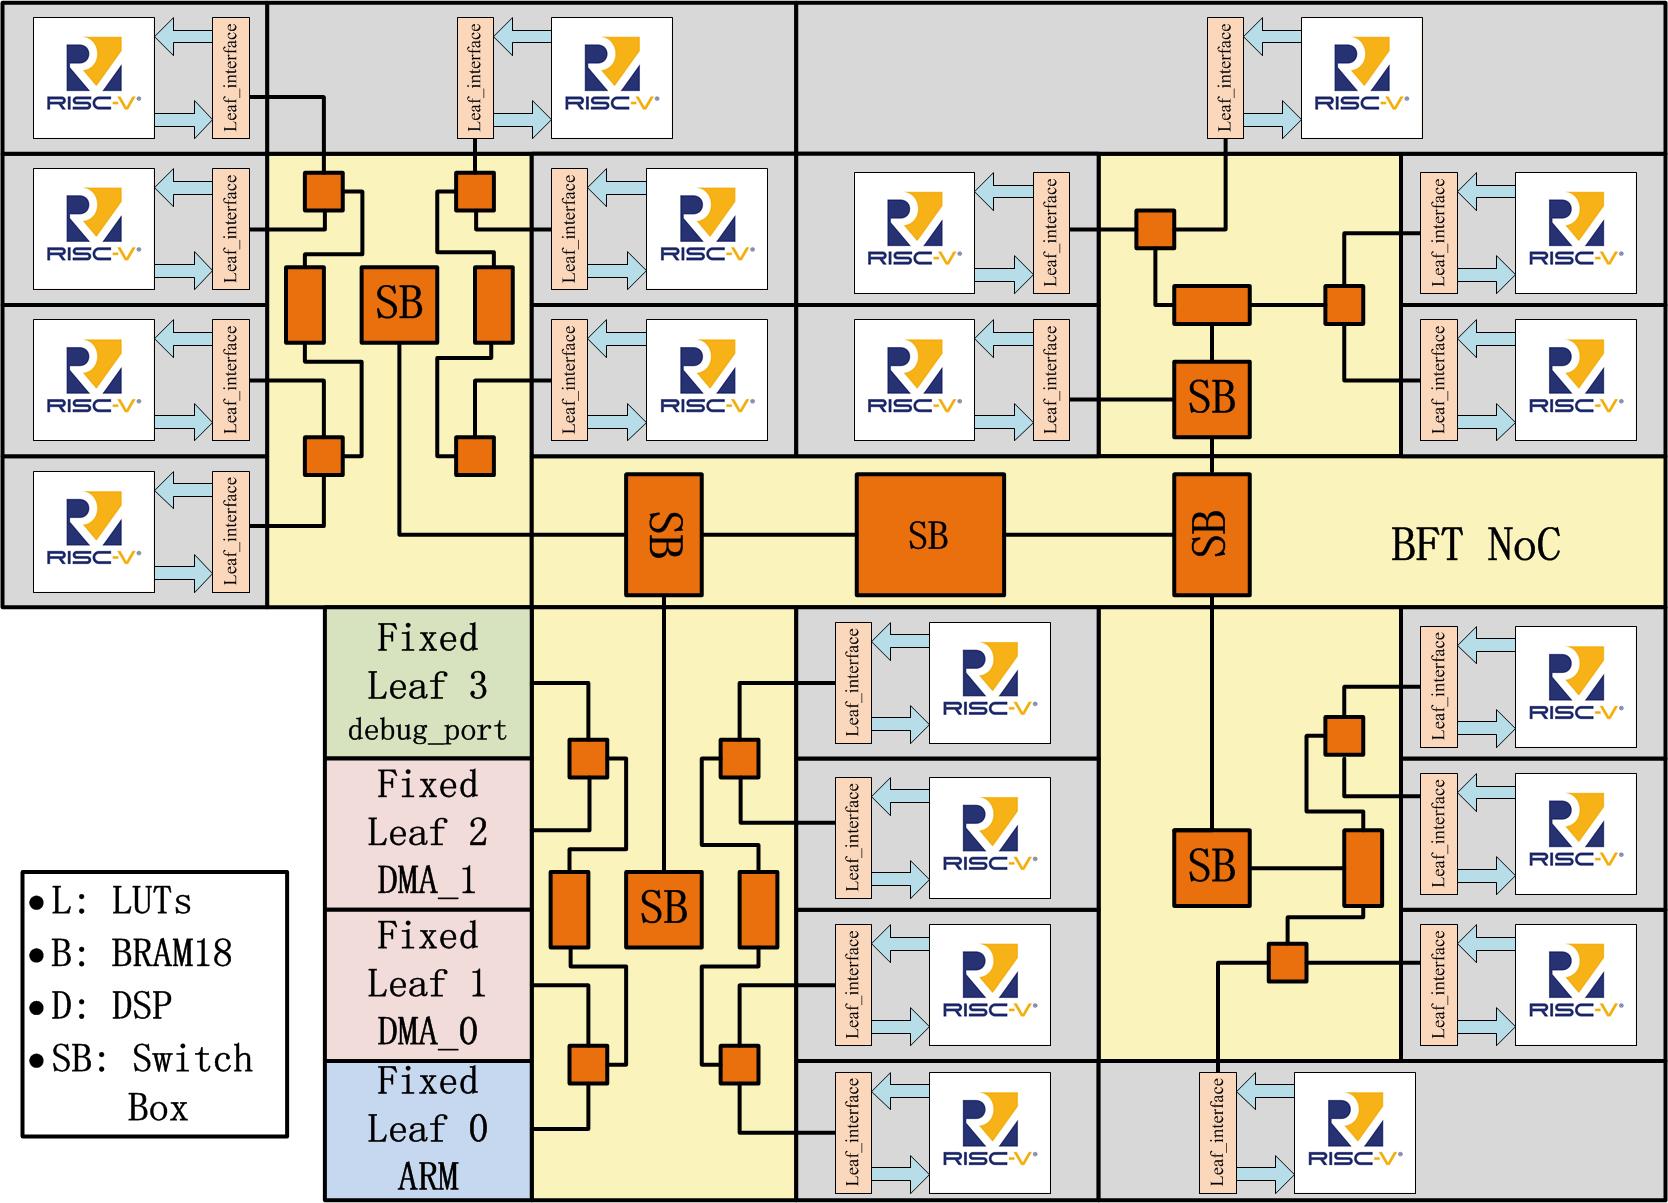 RISC-V®
Leaf_interface
Leaf_interface
RISC-V®
Leaf_interface
RISC-V®
RISC-V®
Leaf_interface
Leaf_interface
RISC-V®
RISC-V®
Leaf_interface
Leaf_interface
RISC-V®
SB
RISC-V®
Leaf_interface
Leaf_interface
RISC-V®
RISC-V®
Leaf_interface
SB
Leaf_interface
RISC-V®
RISC-V®
Leaf_interface
SB
SB
SB
BFT NoC
Fixed
Leaf 3
debug_port
Leaf_interface
RISC-V®
Leaf_interface
RISC-V®
Fixed
Leaf 2
DMA_1
Leaf_interface
RISC-V®
SB
Leaf_interface
RISC-V®
SB
Fixed
Leaf 1
DMA_0
Leaf_interface
RISC-V®
Leaf_interface
RISC-V®
Fixed
Leaf 0
ARM
Leaf_interface
RISC-V®
Leaf_interface
RISC-V®
•L: LUTs
•B: BRAM18
•D: DSP
•SB: Switch
Box